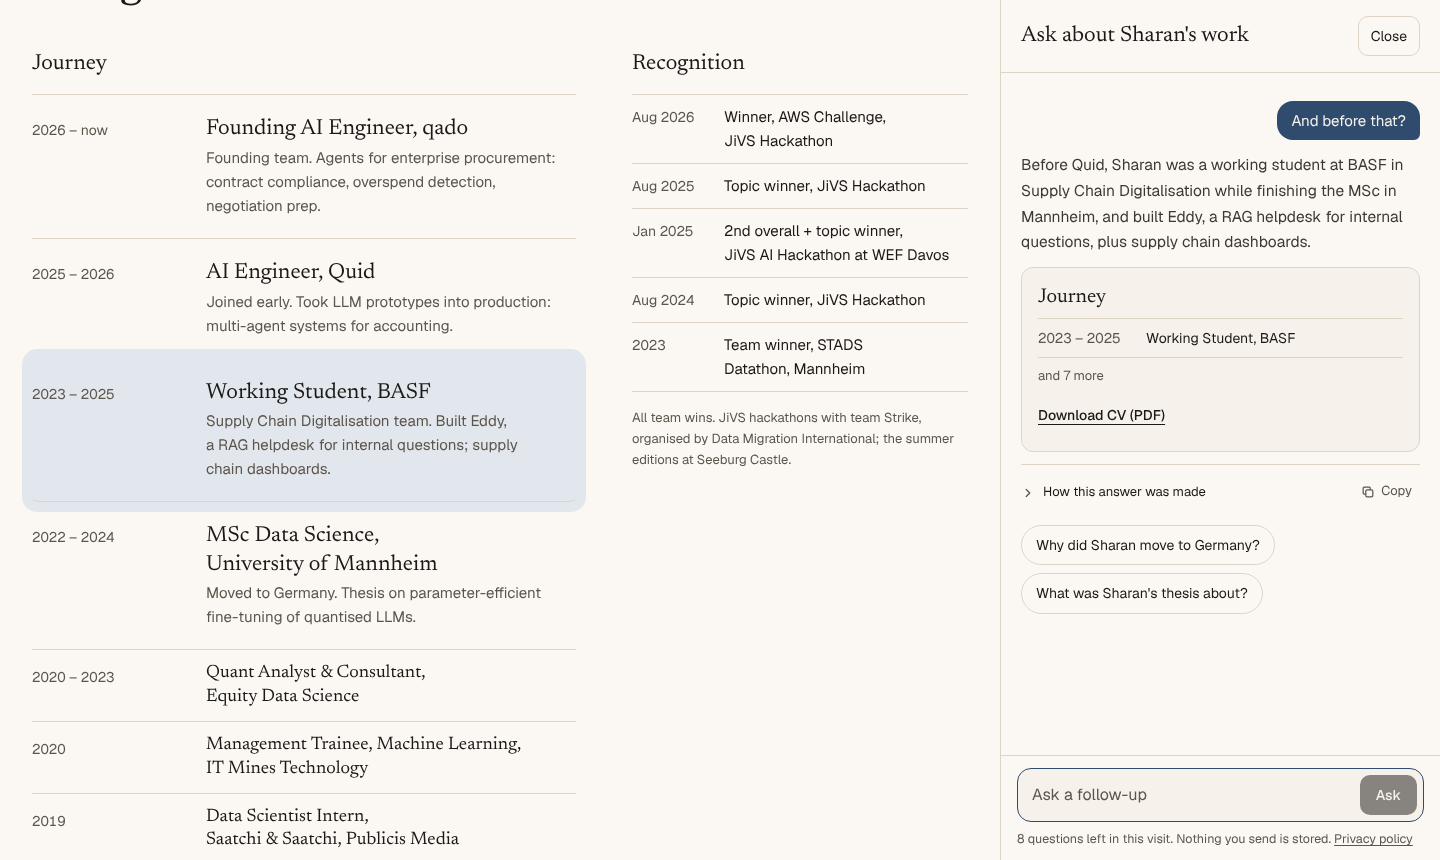 Journey
2026 – now
Founding AI Engineer, qado
Founding team. Agents for enterprise procurement:
contract compliance, overspend detection,
negotiation prep.
2025 – 2026
AI Engineer, Quid
Joined early. Took LLM prototypes into production:
multi-agent systems for accounting.
2023 – 2025
Working Student, BASF
Supply Chain Digitalisation team. Built Eddy,
a RAG helpdesk for internal questions; supply
chain dashboards.
2022 – 2024
MSc Data Science,
University of Mannheim
Moved to Germany. Thesis on parameter-efficient
fine-tuning of quantised LLMs.
2020 – 2023
Quant Analyst & Consultant,
Equity Data Science
2020
Management Trainee, Machine Learning,
IT Mines Technology
2019
Data Scientist Intern,
Saatchi & Saatchi, Publicis Media
Recognition
Aug 2026
Winner, AWS Challenge,
JiVS Hackathon
Aug 2025
Topic winner, JiVS Hackathon
Jan 2025
2nd overall + topic winner,
JiVS AI Hackathon at WEF Davos
Aug 2024
Topic winner, JiVS Hackathon
2023
Team winner, STADS
Datathon, Mannheim
All team wins. JiVS hackathons with team Strike,
organised by Data Migration International; the summer
editions at Seeburg Castle.
Ask about Sharan's work
Close
And before that?
Before Quid, Sharan was a working student at BASF in
Supply Chain Digitalisation while finishing the MSc in
Mannheim, and built Eddy, a RAG helpdesk for internal
questions, plus supply chain dashboards.
Journey
2023 – 2025
Working Student, BASF
and 7 more
Download CV (PDF)
How this answer was made
Copy
Why did Sharan move to Germany?
What was Sharan's thesis about?
Ask a follow-up
Ask
8 questions left in this visit. Nothing you send is stored. Privacy policy